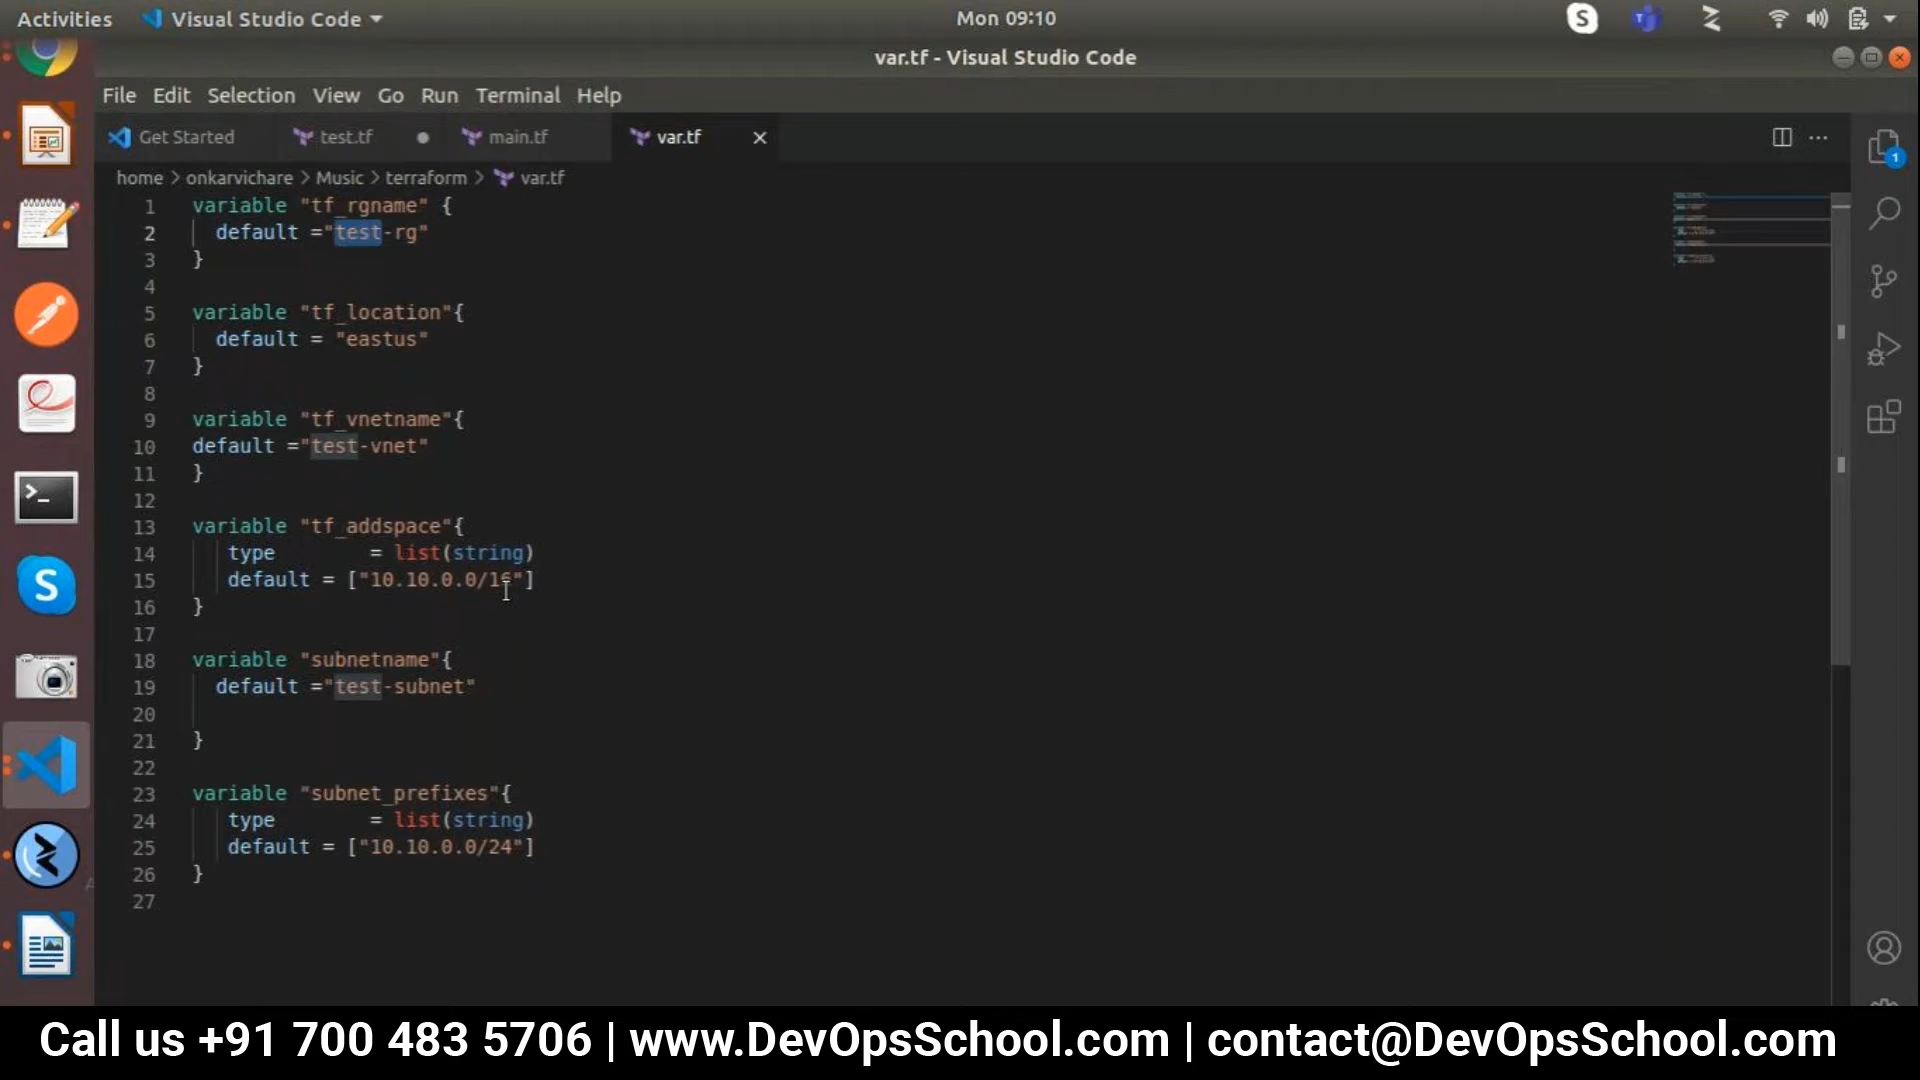 Activities Visual Studio Code Mon 09:10
var.tf - Visual Studio Code
File Edit Selection View Go Run Terminal Help
Get Started test.tf main.tf var.tf
home > onkarvichare > Music > terraform > var.tf
1 variable "tf_rgname" {
2 default ="test-rg"
3 }
4
5 variable "tf_location"{
6 default = "eastus"
7 }
8
9 variable "tf_vnetname"{
10 default ="test-vnet"
11 }
12
13 variable "tf_addspace"{
14 type = list(string)
15 default = ["10.10.0.0/16"]
16 }
17
18 variable "subnetname"{
19 default ="test-subnet"
20
21 }
22
23 variable "subnet_prefixes"{
24 type = list(string)
25 default = ["10.10.0.0/24"]
26 }
27
1
Call us +91 700 483 5706 | www.DevOpsSchool.com | contact@DevOpsSchool.com